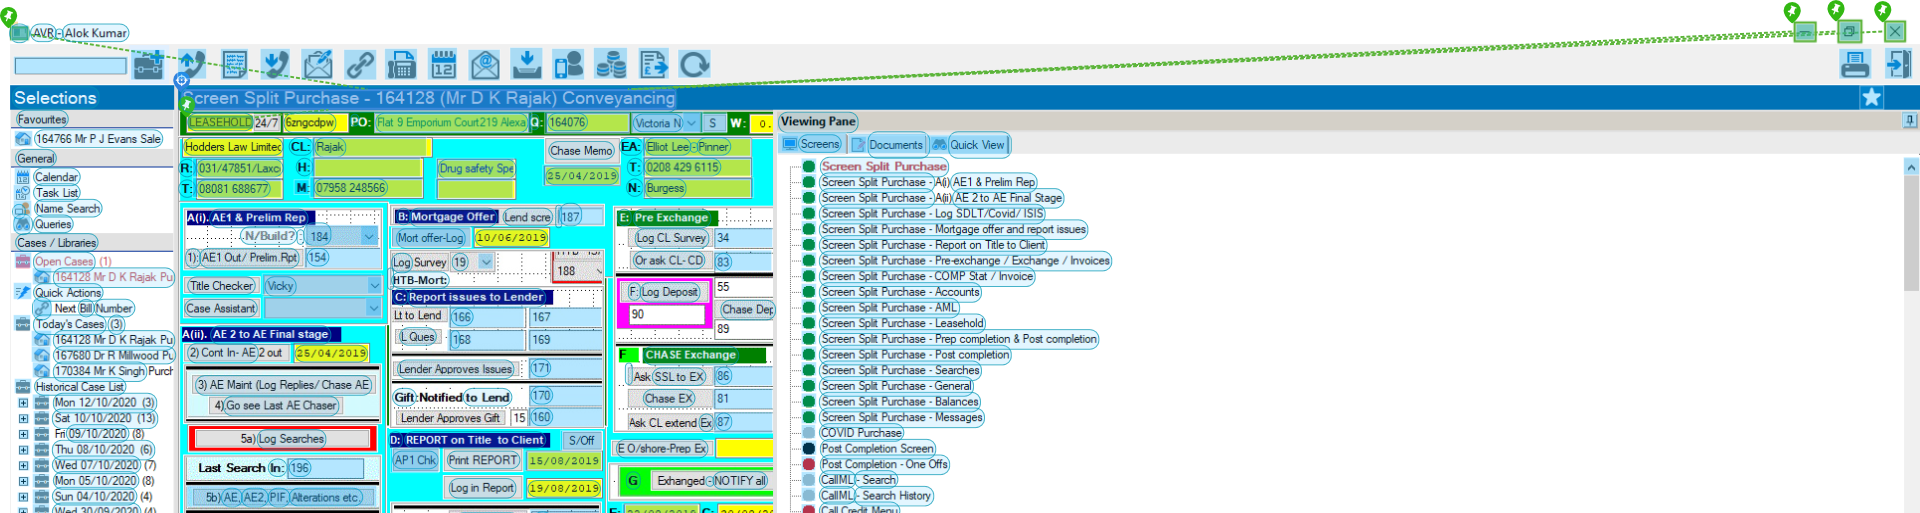 AVR - Alok Kumar
Selections
Screen Split Purchase - 164128 (Mr D K Rajak) Conveyancing
Favourites
164766 Mr P J Evans Sale
General
Calendar
Task List
Name Search
Queries
Cases / Libraries
Open Cases (1)
164128 Mr D K Rajak Pu
Quick Actions
Next Bill Number
Today's Cases (3)
164128 Mr D K Rajak Pu
167680 Dr R Millwood Pu
170384 Mr K Singh Purch
Historical Case List
Mon 12/10/2020 (3)
Sat 10/10/2020 (13)
Fri 09/10/2020 (8)
Thu 08/10/2020 (6)
Wed 07/10/2020 (7)
Mon 05/10/2020 (8)
Sun 04/10/2020 (4)
Wed 30/09/2020 (4)
LEASEHOLD 24/7 6zngcdpw PO: Flat 9 Emporium Court219 Alexa Q: 164076 Victoria N S W: 0.
Hodders Law Limitec CL: Rajak Chase Memo EA: Elliot Lee - Pinner
R: 031/47851/Laxo H: Drug safety Spe 25/04/2019 T: 0208 429 6115
T: 08081 688677 M: 07958 248566 N: Burgess
A(i). AE1 & Prelim Rep
N/Build? : 184
1): AE1 Out/ Prelim.Rpt 154
Title Checker Vicky
Case Assistant
A(ii). AE 2 to AE Final stage
2) Cont In- AE 2 out 25/04/2019
3) AE Maint (Log Replies/ Chase AE
4) Go see Last AE Chaser
5a) Log Searches
Last Search In: 196
5b) AE, AE2, PIF, Alterations etc
B: Mortgage Offer Lend scre 187
Mort offer-Log 10/06/2019
Log Survey 19
188
HTB-Mort:
C: Report issues to Lender
Lt to Lend 166 167
L Ques 168 169
Lender Approves Issues 171
Gift: Notified to Lend 170
Lender Approves Gift 15 160
D: REPORT on Title to Client S/Off
AP1 Chk Print REPORT 15/08/2019
Log in Report 19/08/2019
E: Pre Exchange
Log CL Survey 34
Or ask CL- CD 83
F: Log Deposit 55
90 Chase Dep
89
F CHASE Exchange
Ask SSL to EX 86
Chase EX 81
Ask CL extend Ex 87
E O/shore-Prep Ex
G Exhanged - NOTIFY all
Viewing Pane
Screens Documents Quick View
Screen Split Purchase
Screen Split Purchase - A(i) AE1 & Prelim Rep
Screen Split Purchase - A(ii) AE 2 to AE Final Stage
Screen Split Purchase - Log SDLT/Covid/ ISIS
Screen Split Purchase - Mortgage offer and report issues
Screen Split Purchase - Report on Title to Client
Screen Split Purchase - Pre-exchange / Exchange / Invoices
Screen Split Purchase - COMP Stat / Invoice
Screen Split Purchase - Accounts
Screen Split Purchase - AML
Screen Split Purchase - Leasehold
Screen Split Purchase - Prep completion & Post completion
Screen Split Purchase - Post completion
Screen Split Purchase - Searches
Screen Split Purchase - General
Screen Split Purchase - Balances
Screen Split Purchase - Messages
COVID Purchase
Post Completion Screen
Post Completion - One Offs
CallML - Search
CallML - Search History
Call Credit Menu